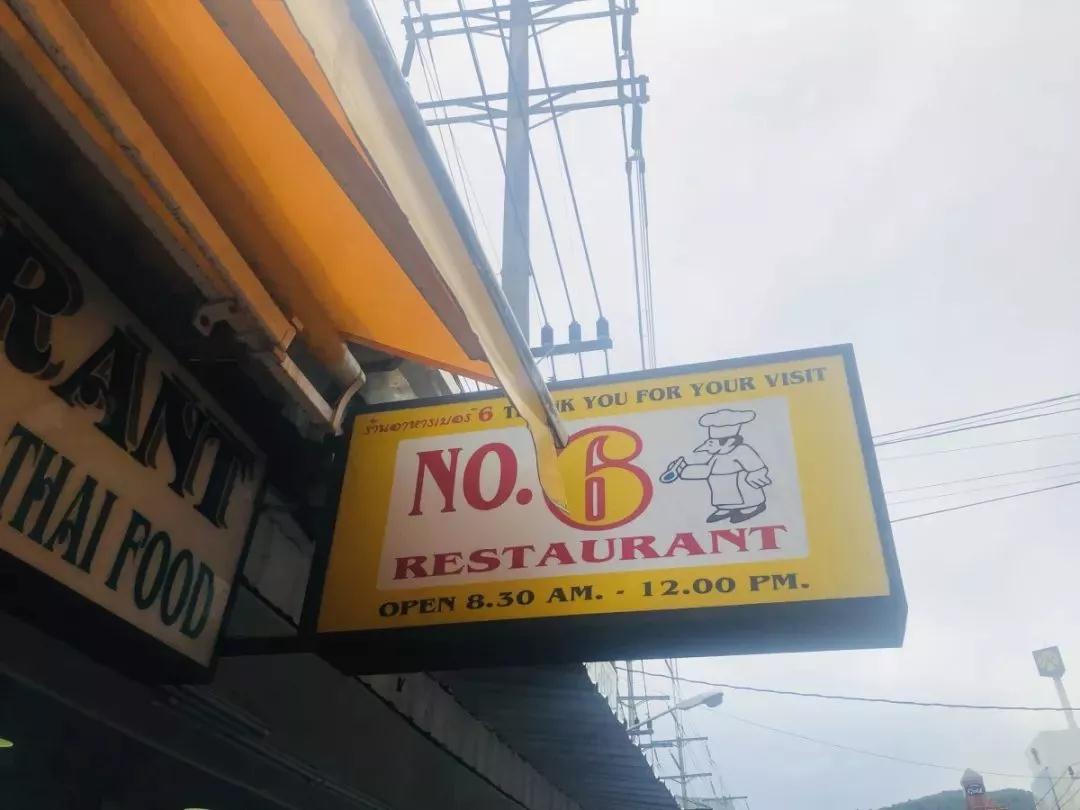 RANT
THAI FOOD
ร้านอาหารเบอร์ 6 THANK YOU FOR YOUR VISIT
NO. 6
RESTAURANT
OPEN 8.30 AM. - 12.00 PM.